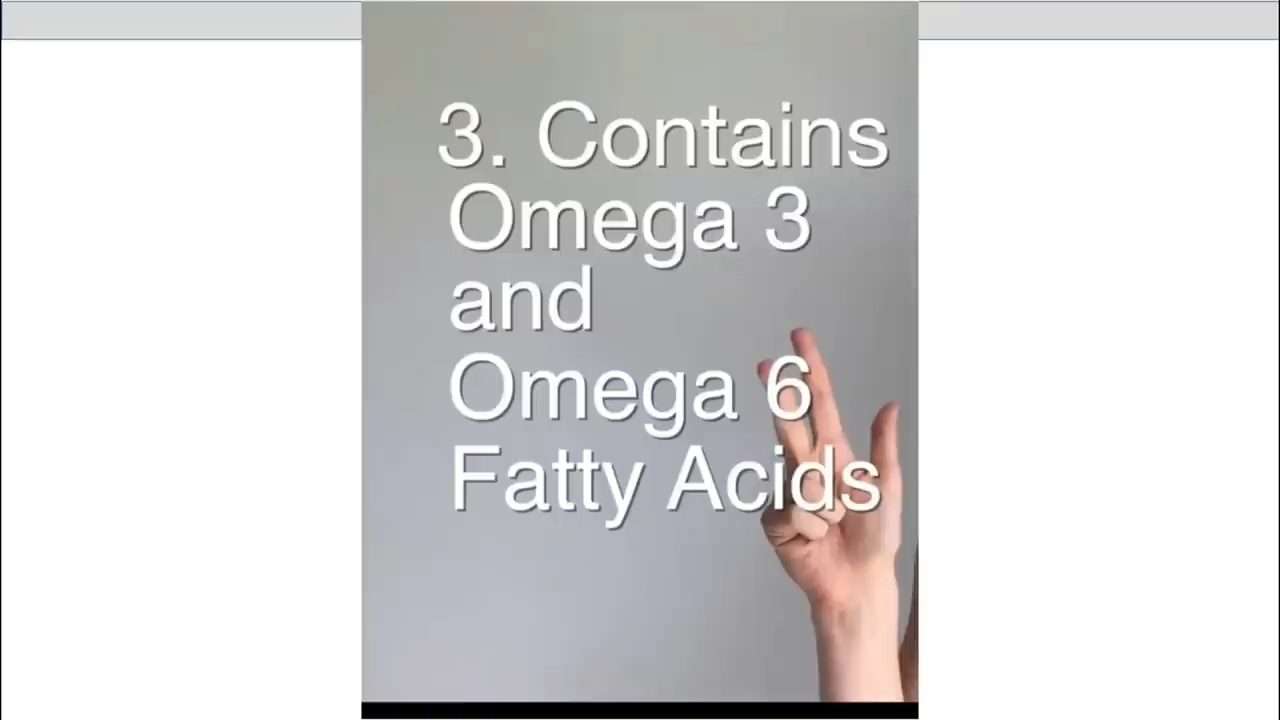 3. Contains
Omega 3
and
Omega 6
Fatty Acids